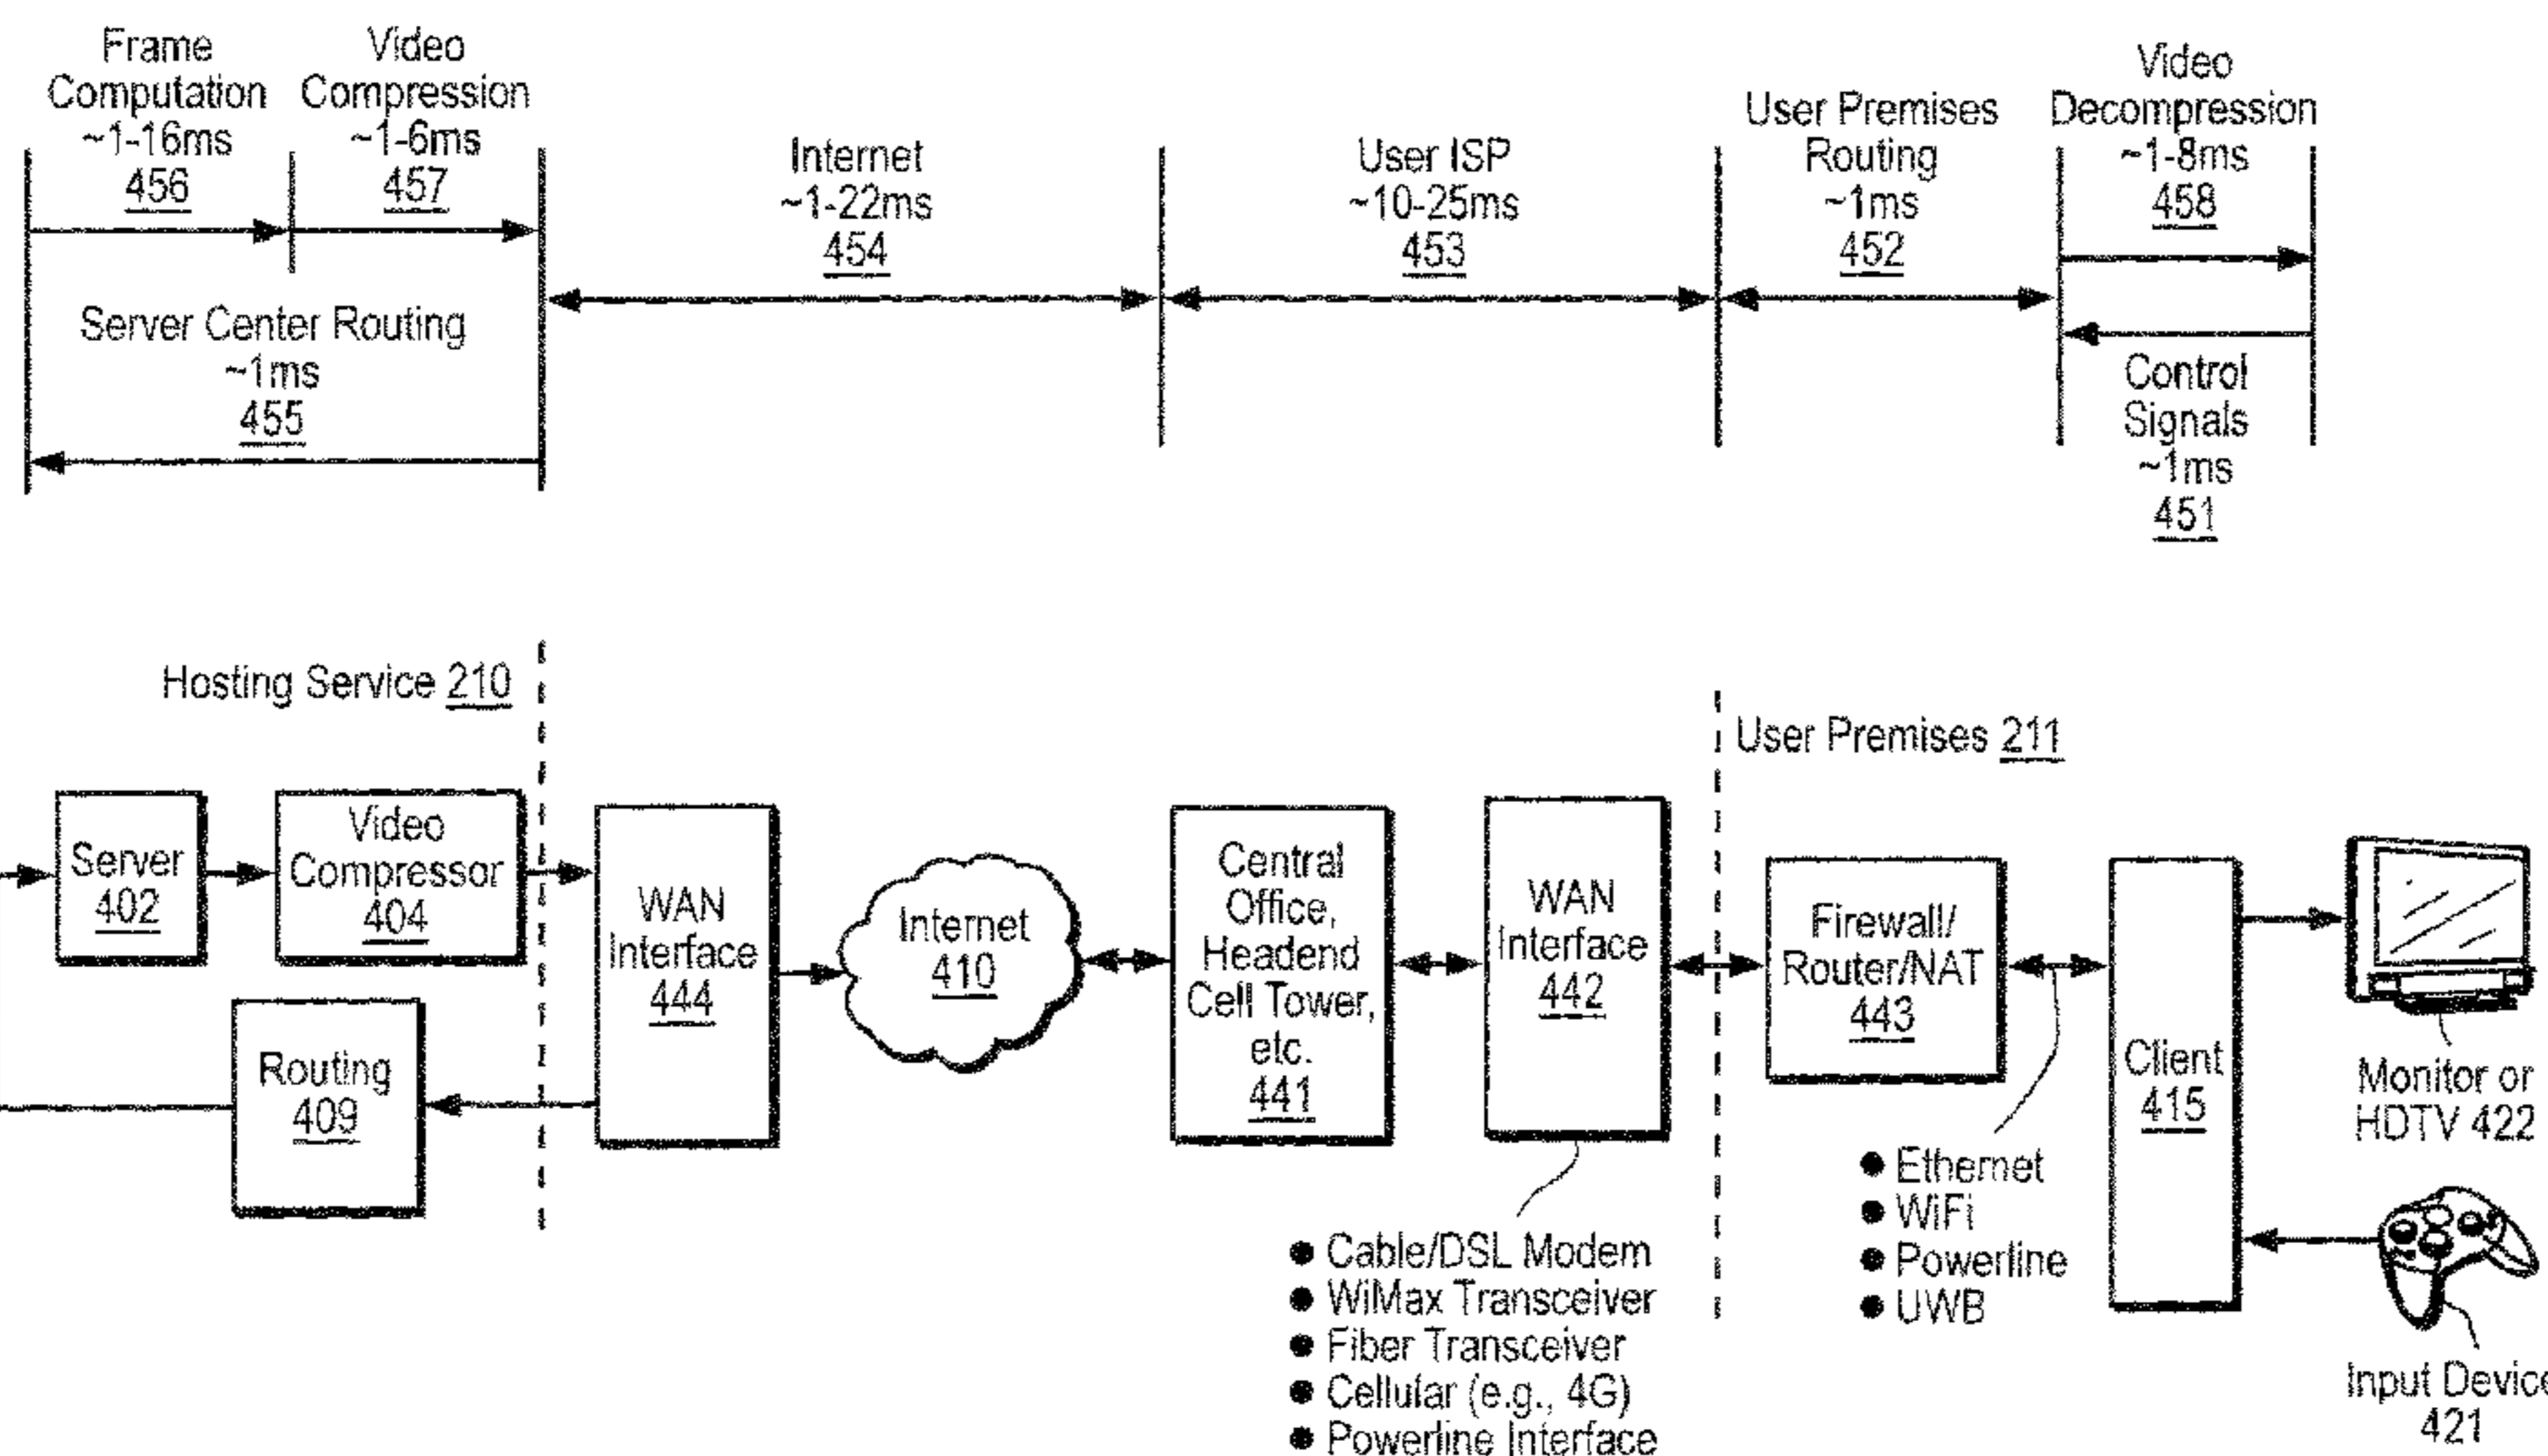 Frame
Computation
~1-16ms
456
Video
Compression
~1-6ms
457
Server Center Routing
~1ms
455
Internet
~1-22ms
454
User ISP
~10-25ms
453
User Premises
Routing
~1ms
452
Video
Decompression
~1-8ms
458
Control
Signals
~1ms
451
Hosting Service 210
User Premises 211
Server
402
Video
Compressor
404
Routing
409
WAN
Interface
444
Internet
410
Central
Office,
Headend
Cell Tower,
etc.
441
WAN
Interface
442
● Cable/DSL Modem
● WiMax Transceiver
● Fiber Transceiver
● Cellular (e.g., 4G)
● Powerline Interface
Firewall/
Router/NAT
443
● Ethernet
● WiFi
● Powerline
● UWB
Client
415
Monitor or
HDTV 422
Input Device
421